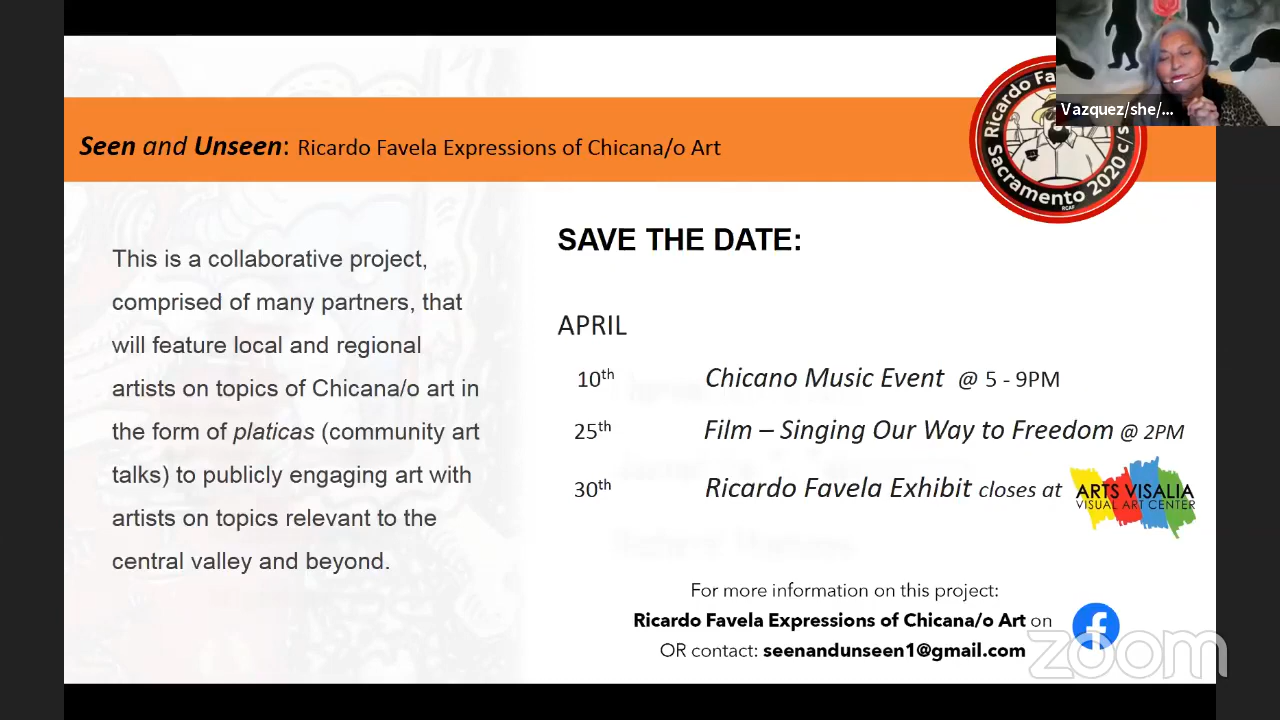 Seen and Unseen: Ricardo Favela Expressions of Chicana/o Art
Ricardo Fa
Sacramento 2020 c/s
RCAF
Vazquez/she/...
This is a collaborative project,
comprised of many partners, that
will feature local and regional
artists on topics of Chicana/o art in
the form of platicas (community art
talks) to publicly engaging art with
artists on topics relevant to the
central valley and beyond.
SAVE THE DATE:
APRIL
10th Chicano Music Event @ 5 - 9PM
25th Film – Singing Our Way to Freedom @ 2PM
30th Ricardo Favela Exhibit closes at
ARTS VISALIA
VISUAL ART CENTER
For more information on this project:
Ricardo Favela Expressions of Chicana/o Art on
OR contact: seenandunseen1@gmail.com
zoom